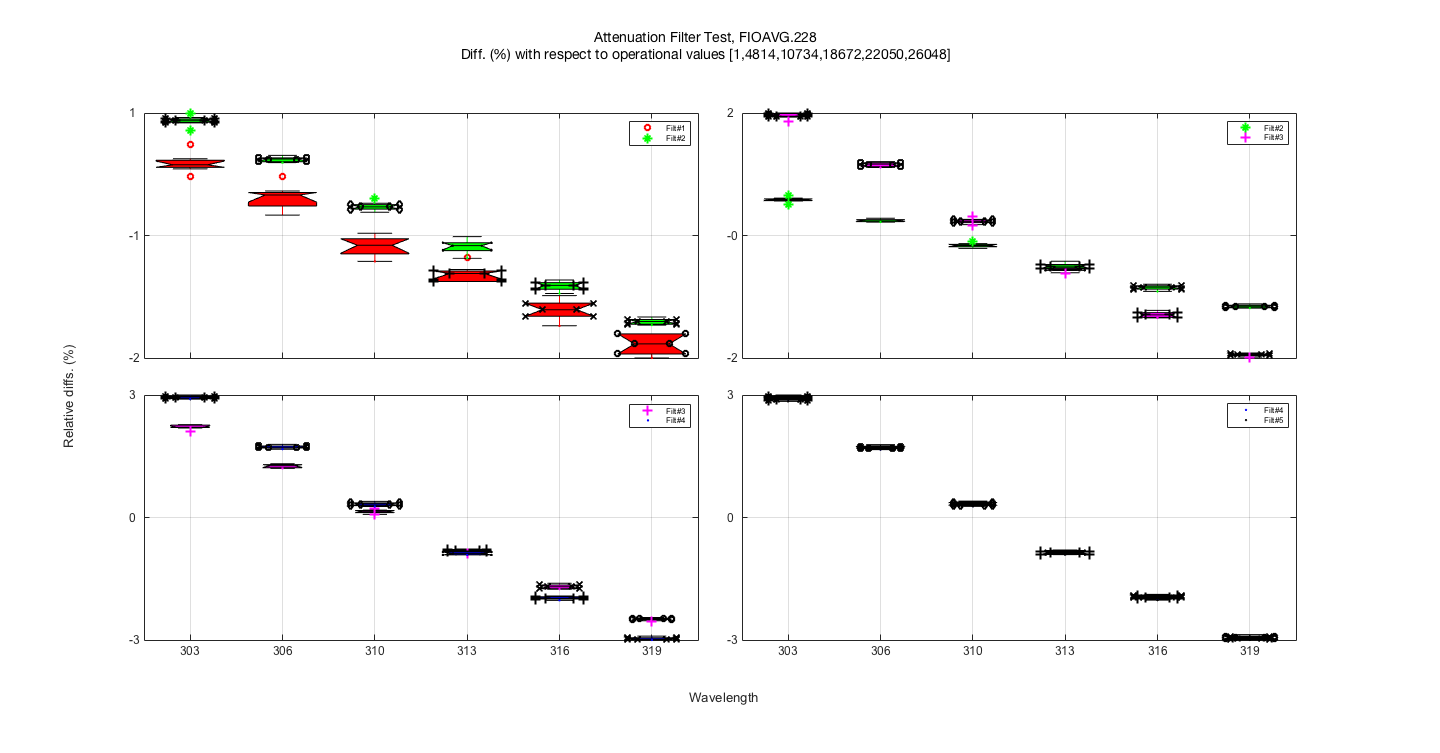 Attenuation Filter Test, FIOAVG.228
Diff. (%) with respect to operational values [1,4814,10734,18672,22050,26048]
1
-1
-2
Filt#1
Filt#2
2
-0
-2
Filt#2
Filt#3
Relative diffs. (%)
3
0
-3
303
306
310
313
316
319
Filt#3
Filt#4
3
0
-3
303
306
310
313
316
319
Filt#4
Filt#5
Wavelength